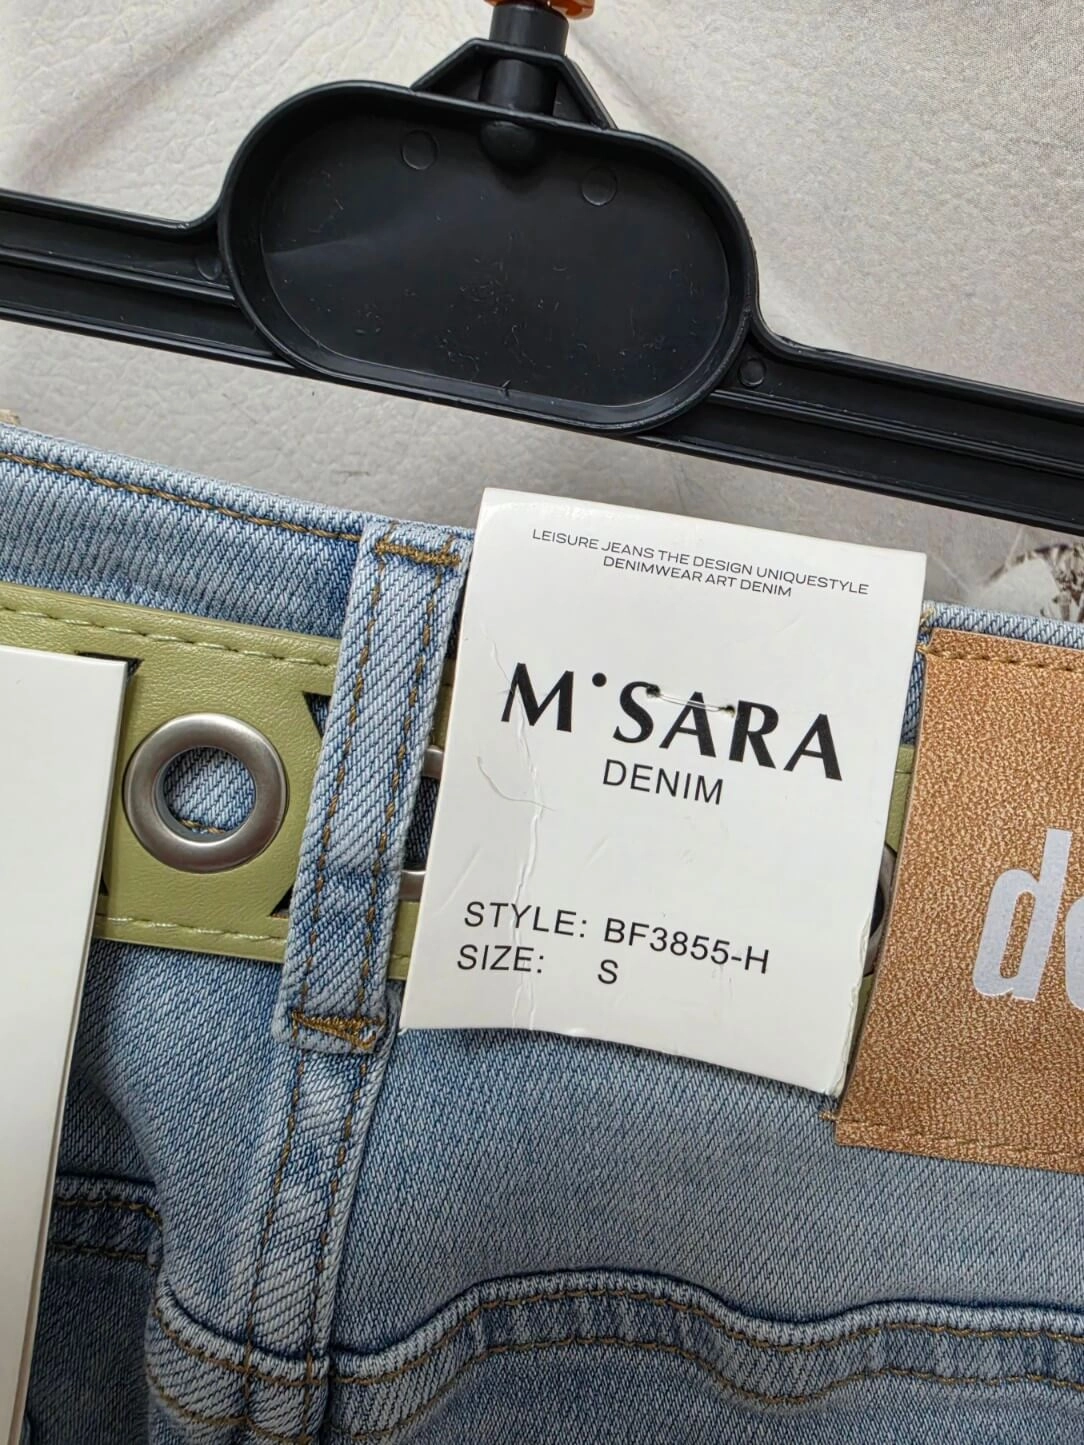 LEISURE JEANS THE DESIGN UNIQUESTYLE
DENIMWEAR ART DENIM
M·SARA
DENIM
STYLE: BF3855-H
SIZE: S